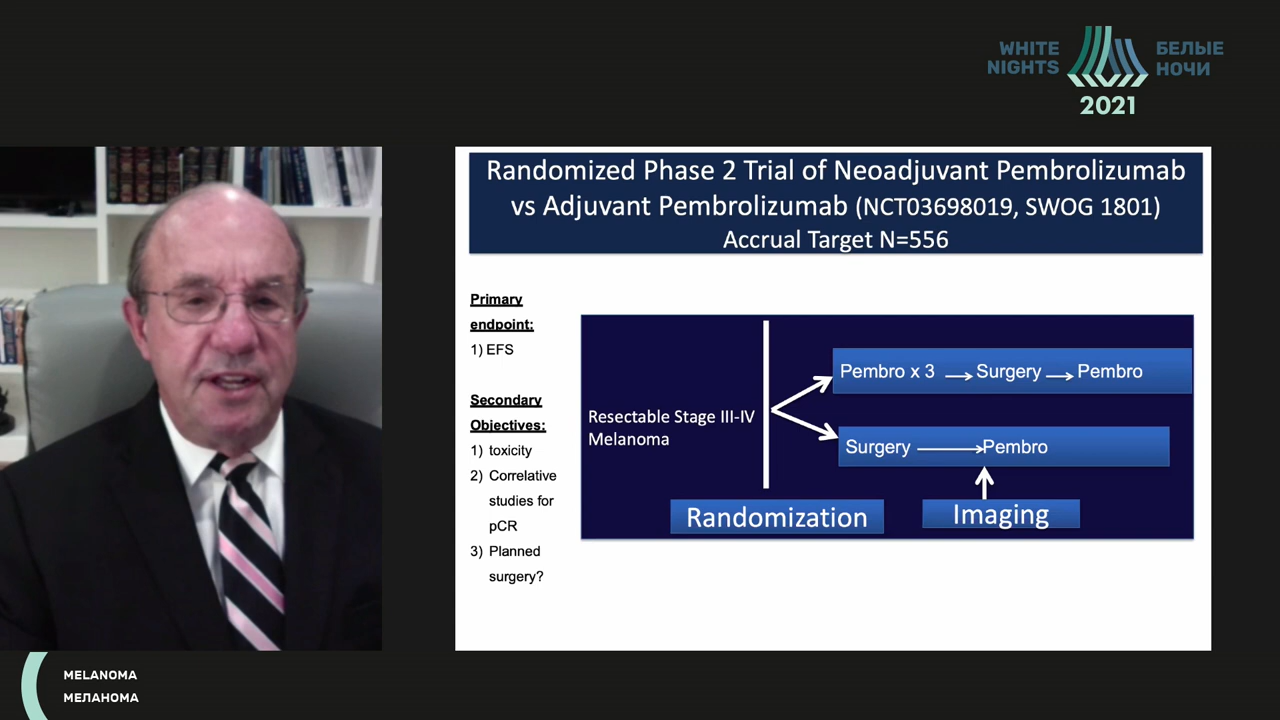 WHITE
NIGHTS
БЕЛЫЕ
НОЧИ
2021
Randomized Phase 2 Trial of Neoadjuvant Pembrolizumab
vs Adjuvant Pembrolizumab (NCT03698019, SWOG 1801)
Accrual Target N=556
Primary
endpoint:
1) EFS
Secondary
Objectives:
1) toxicity
2) Correlative
studies for
pCR
3) Planned
surgery?
Resectable Stage III-IV
Melanoma
Pembro x 3 → Surgery → Pembro
Surgery → Pembro
Randomization
Imaging
MELANOMA
МЕЛАНОМА